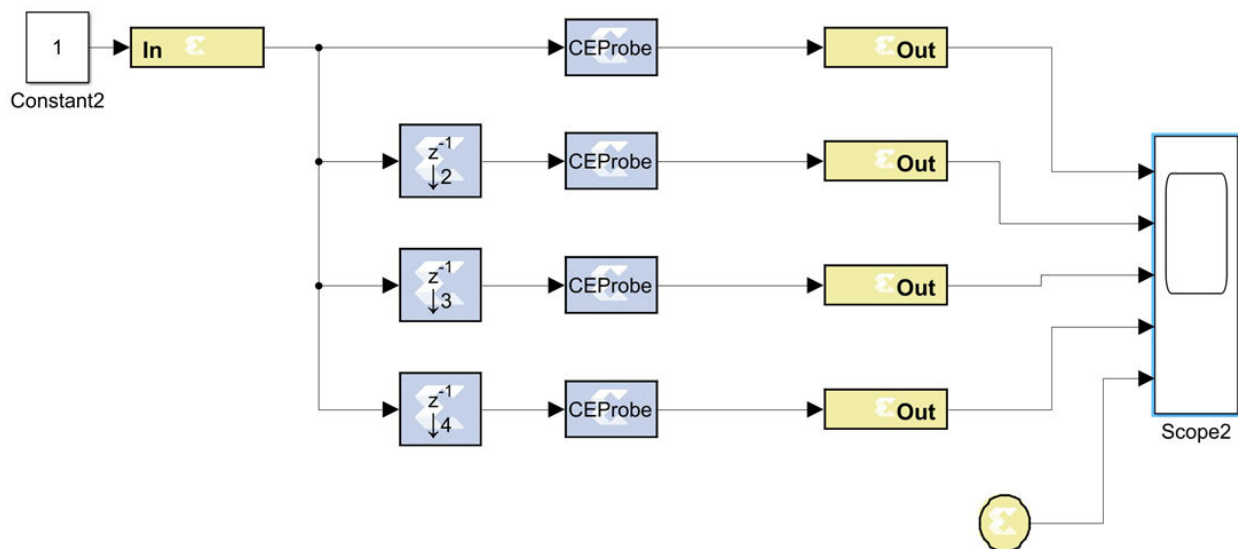 1
Constant2
In
CEProbe
Out
z-1
↓2
CEProbe
Out
z-1
↓3
CEProbe
Out
z-1
↓4
CEProbe
Out
Scope2